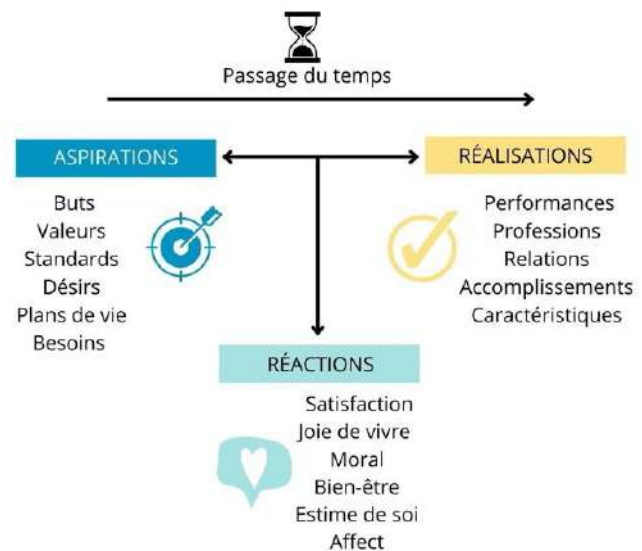 Passage du temps
ASPIRATIONS
Buts
Valeurs
Standards
Désirs
Plans de vie
Besoins
RÉALISATIONS
Performances
Professions
Relations
Accomplissements
Caractéristiques
RÉACTIONS
Satisfaction
Joie de vivre
Moral
Bien-être
Estime de soi
Affect